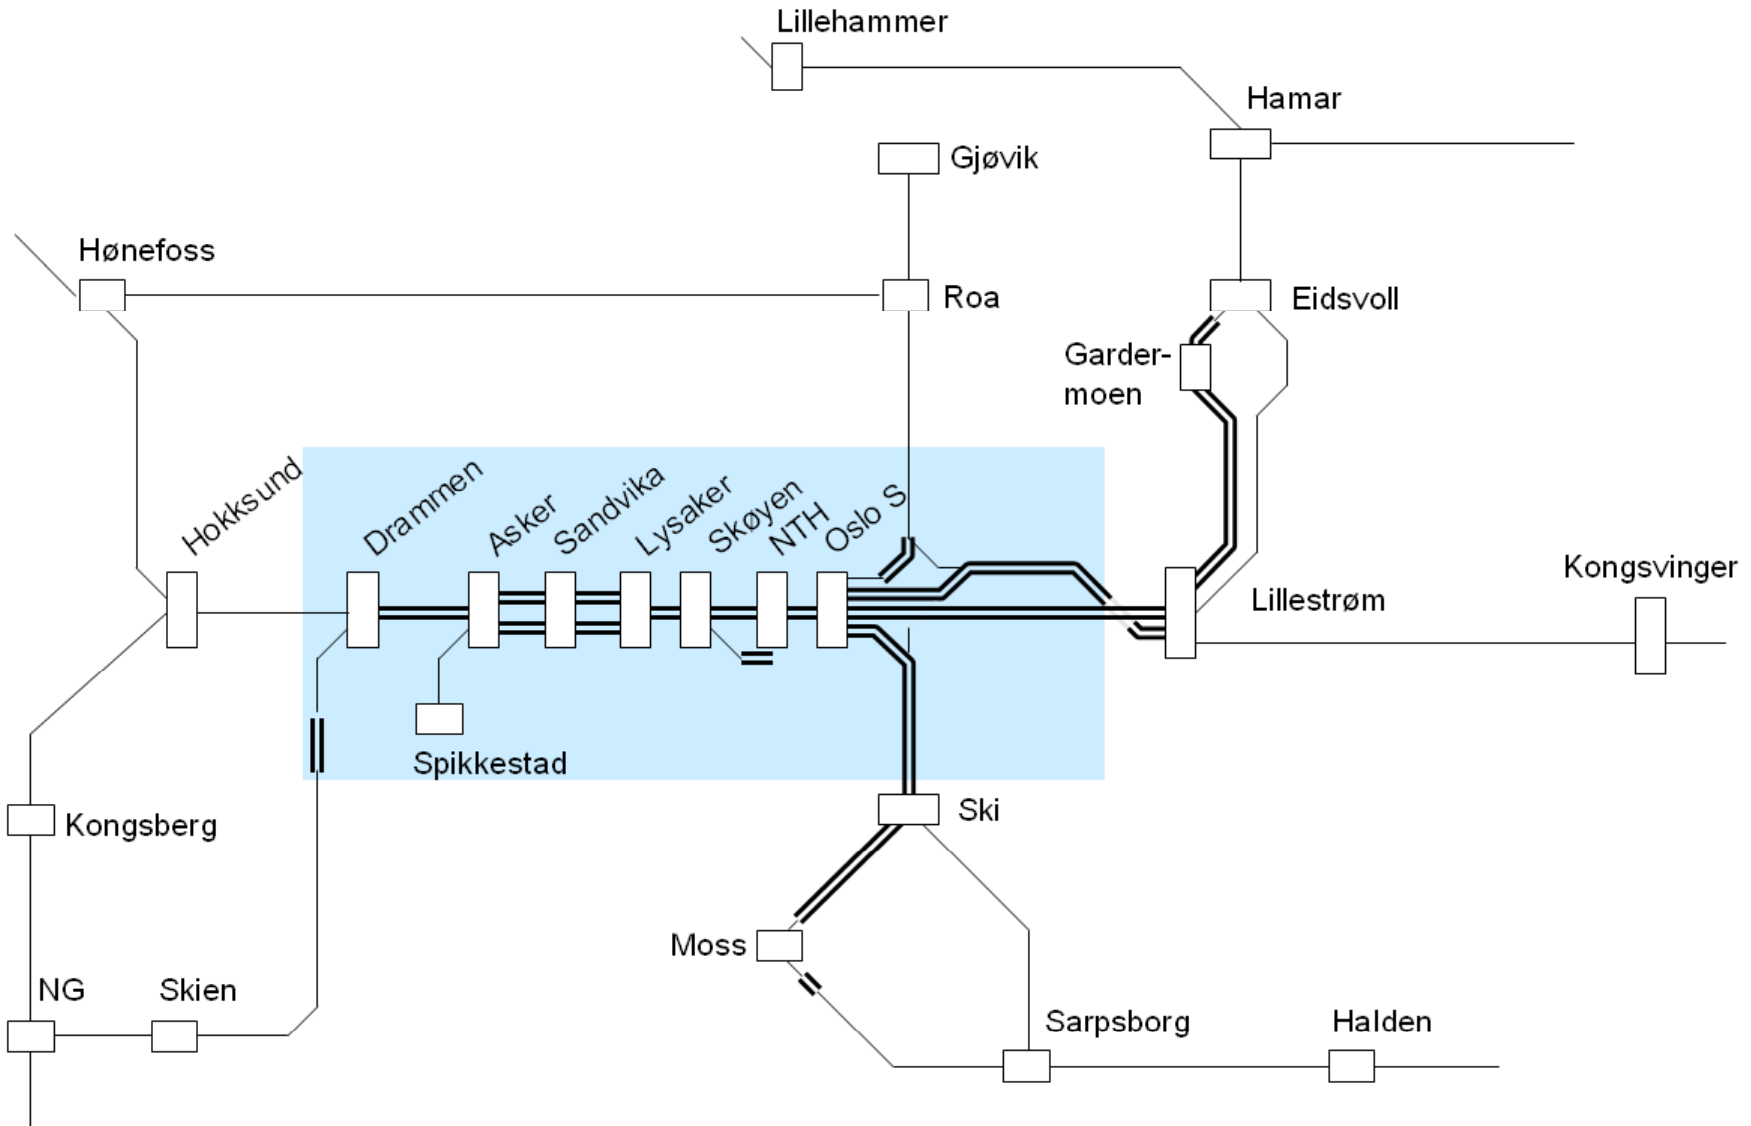 Lillehammer
Hamar
Gjøvik
Hønefoss
Roa
Eidsvoll
Garder-
moen
Hokksund
Drammen
Asker
Sandvika
Lysaker
Skøyen
NTH
Oslo S
Lillestrøm
Kongsvinger
Spikkestad
Ski
Kongsberg
Moss
NG
Skien
Sarpsborg
Halden